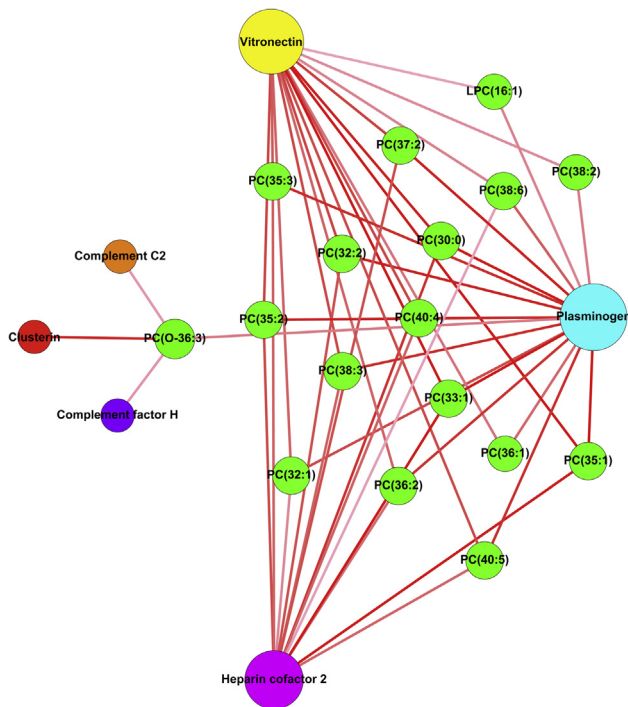 Vitronectin
LPC(16:1)
PC(37:2)
PC(38:2)
PC(35:3)
PC(38:6)
PC(30:0)
Complement C2
PC(32:2)
PC(35:2)
PC(40:4)
Plasminogen
Clusterin
PC(O-36:3)
PC(38:3)
PC(33:1)
Complement factor H
PC(36:1)
PC(35:1)
PC(32:1)
PC(36:2)
PC(40:5)
Heparin cofactor 2